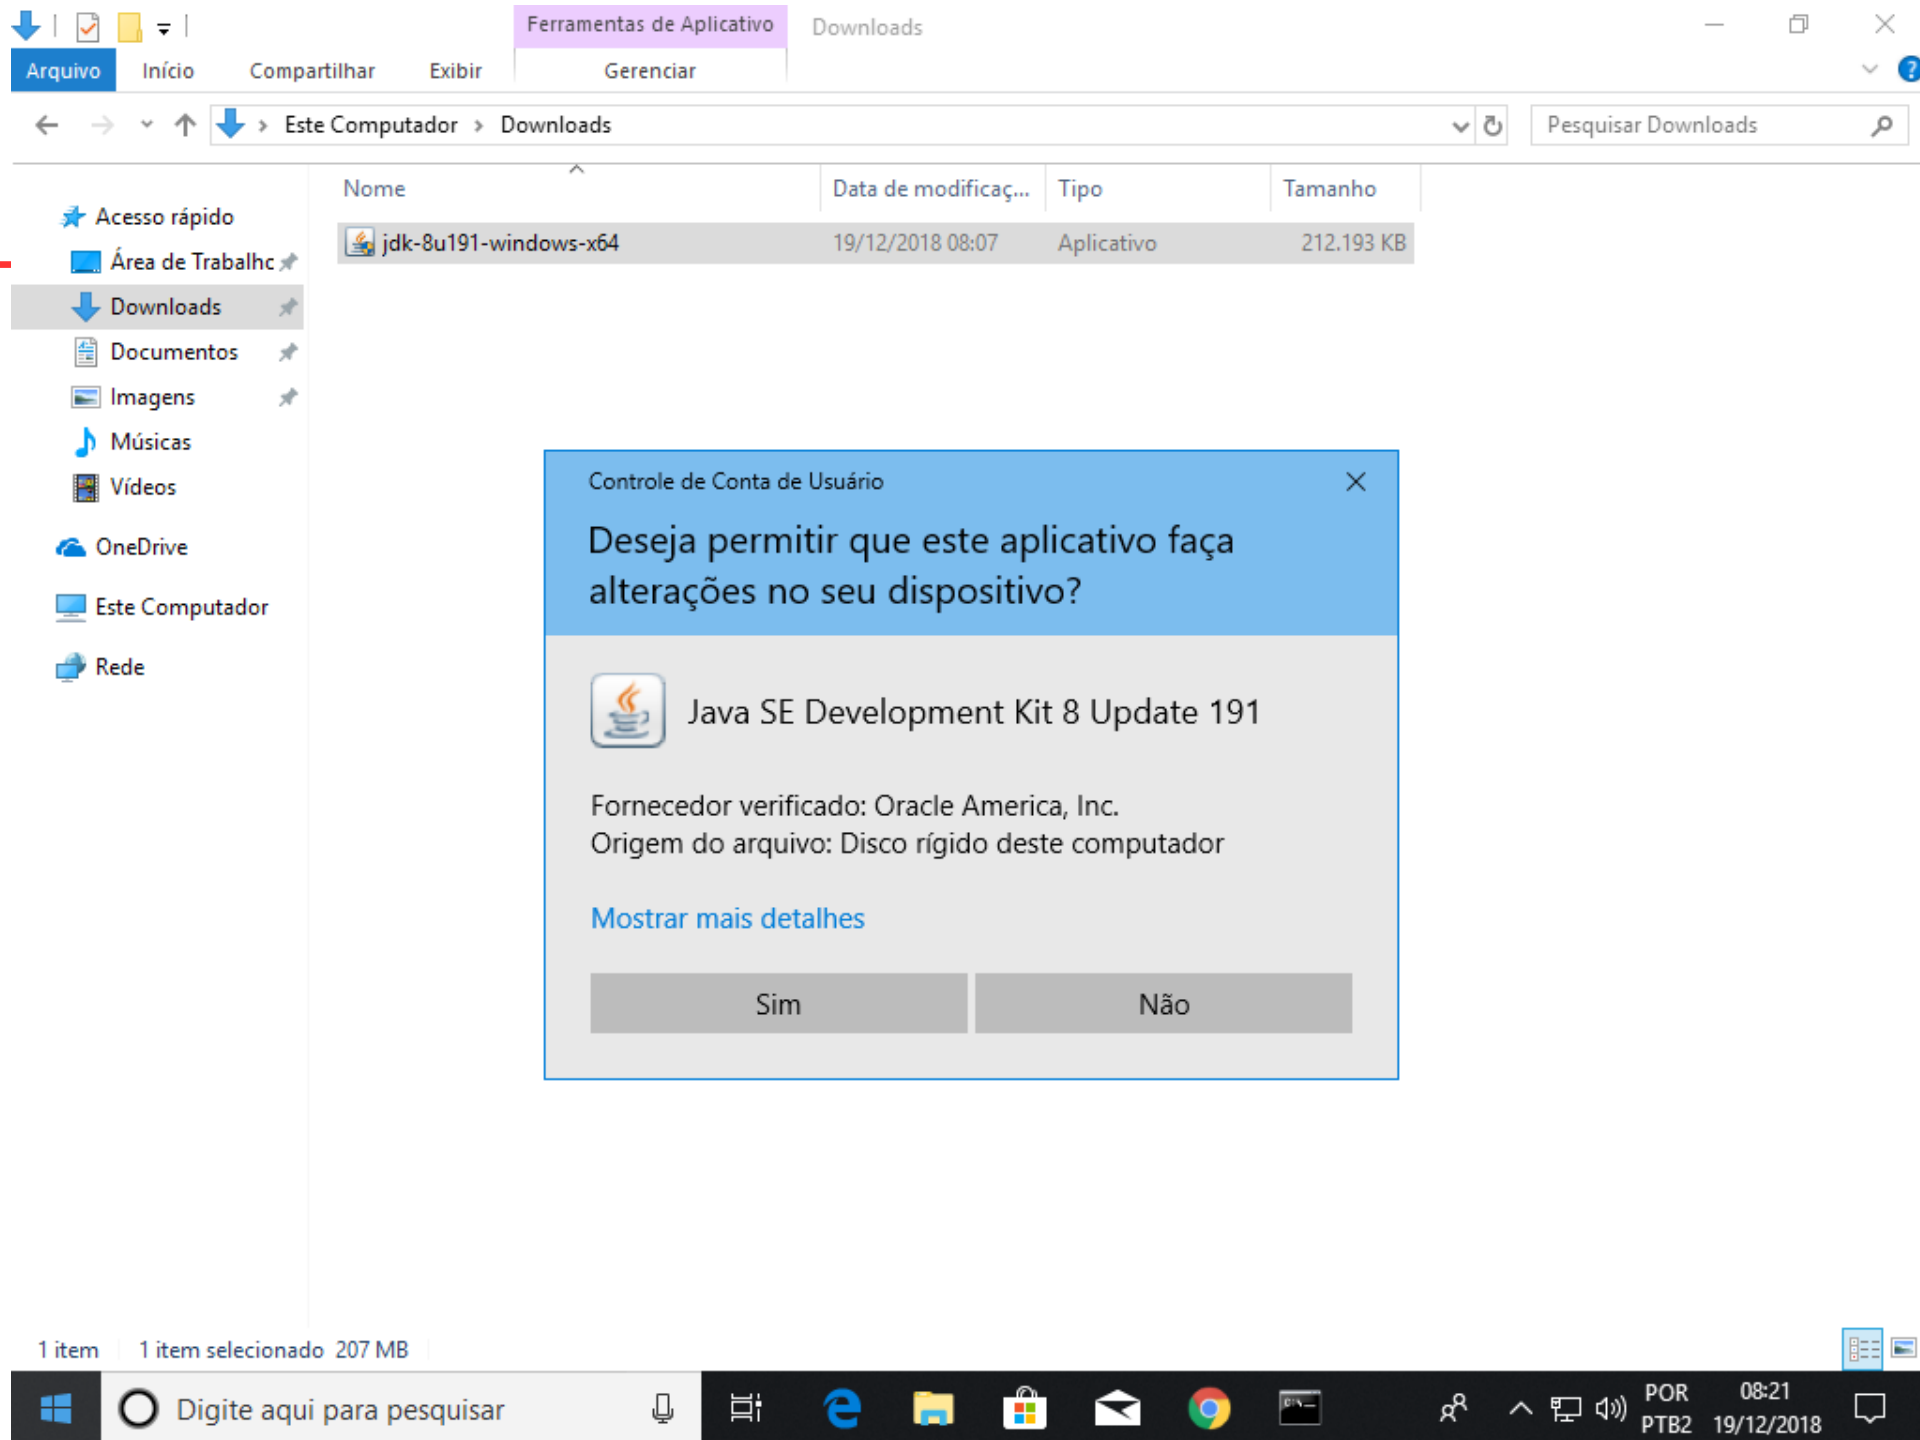 Ferramentas de Aplicativo
Downloads
Arquivo
Início
Compartilhar
Exibir
Gerenciar
Este Computador
Downloads
Pesquisar Downloads
Nome
Data de modificaç...
Tipo
Tamanho
jdk-8u191-windows-x64
19/12/2018 08:07
Aplicativo
212.193 KB
Acesso rápido
Área de Trabalhc
Downloads
Documentos
Imagens
Músicas
Vídeos
OneDrive
Este Computador
Rede
Controle de Conta de Usuário
Deseja permitir que este aplicativo faça
alterações no seu dispositivo?
Java SE Development Kit 8 Update 191
Fornecedor verificado: Oracle America, Inc.
Origem do arquivo: Disco rígido deste computador
Mostrar mais detalhes
Sim
Não
1 item
1 item selecionado 207 MB
Digite aqui para pesquisar
POR
PTB2
08:21
19/12/2018